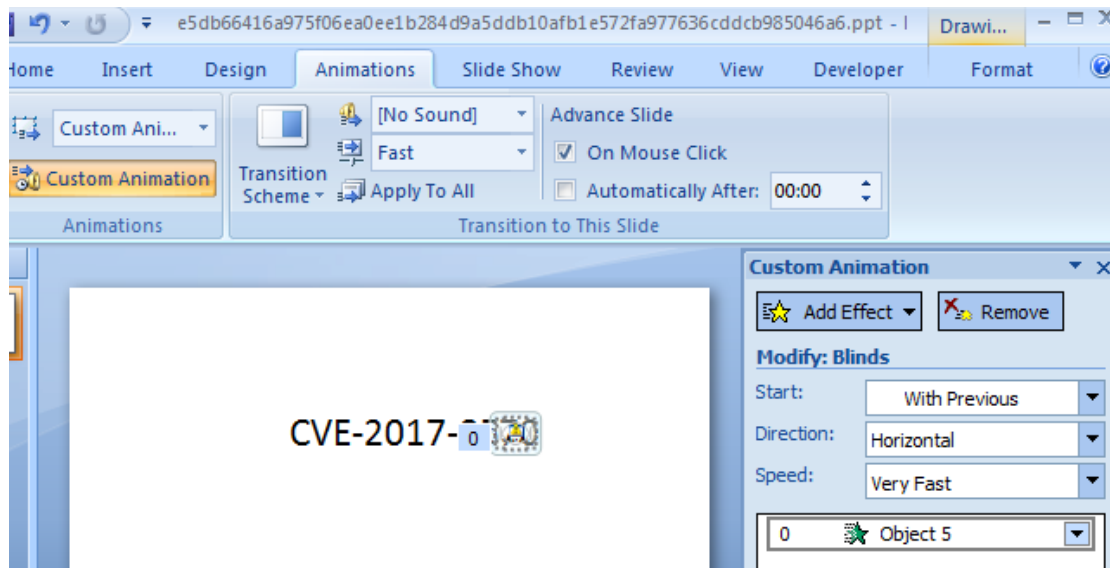 e5db66416a975f06ea0ee1b284d9a5ddb10afb1e572fa977636cddcb985046a6.ppt - Drawi...
Home Insert Design Animations Slide Show Review View Developer Format
Custom Ani... [No Sound] Advance Slide
Fast On Mouse Click
Custom Animation Transition Scheme Apply To All Automatically After: 00:00
Animations Transition to This Slide
Custom Animation
Add Effect Remove
Modify: Blinds
Start: With Previous
CVE-2017- 0
Direction: Horizontal
Speed: Very Fast
0 Object 5